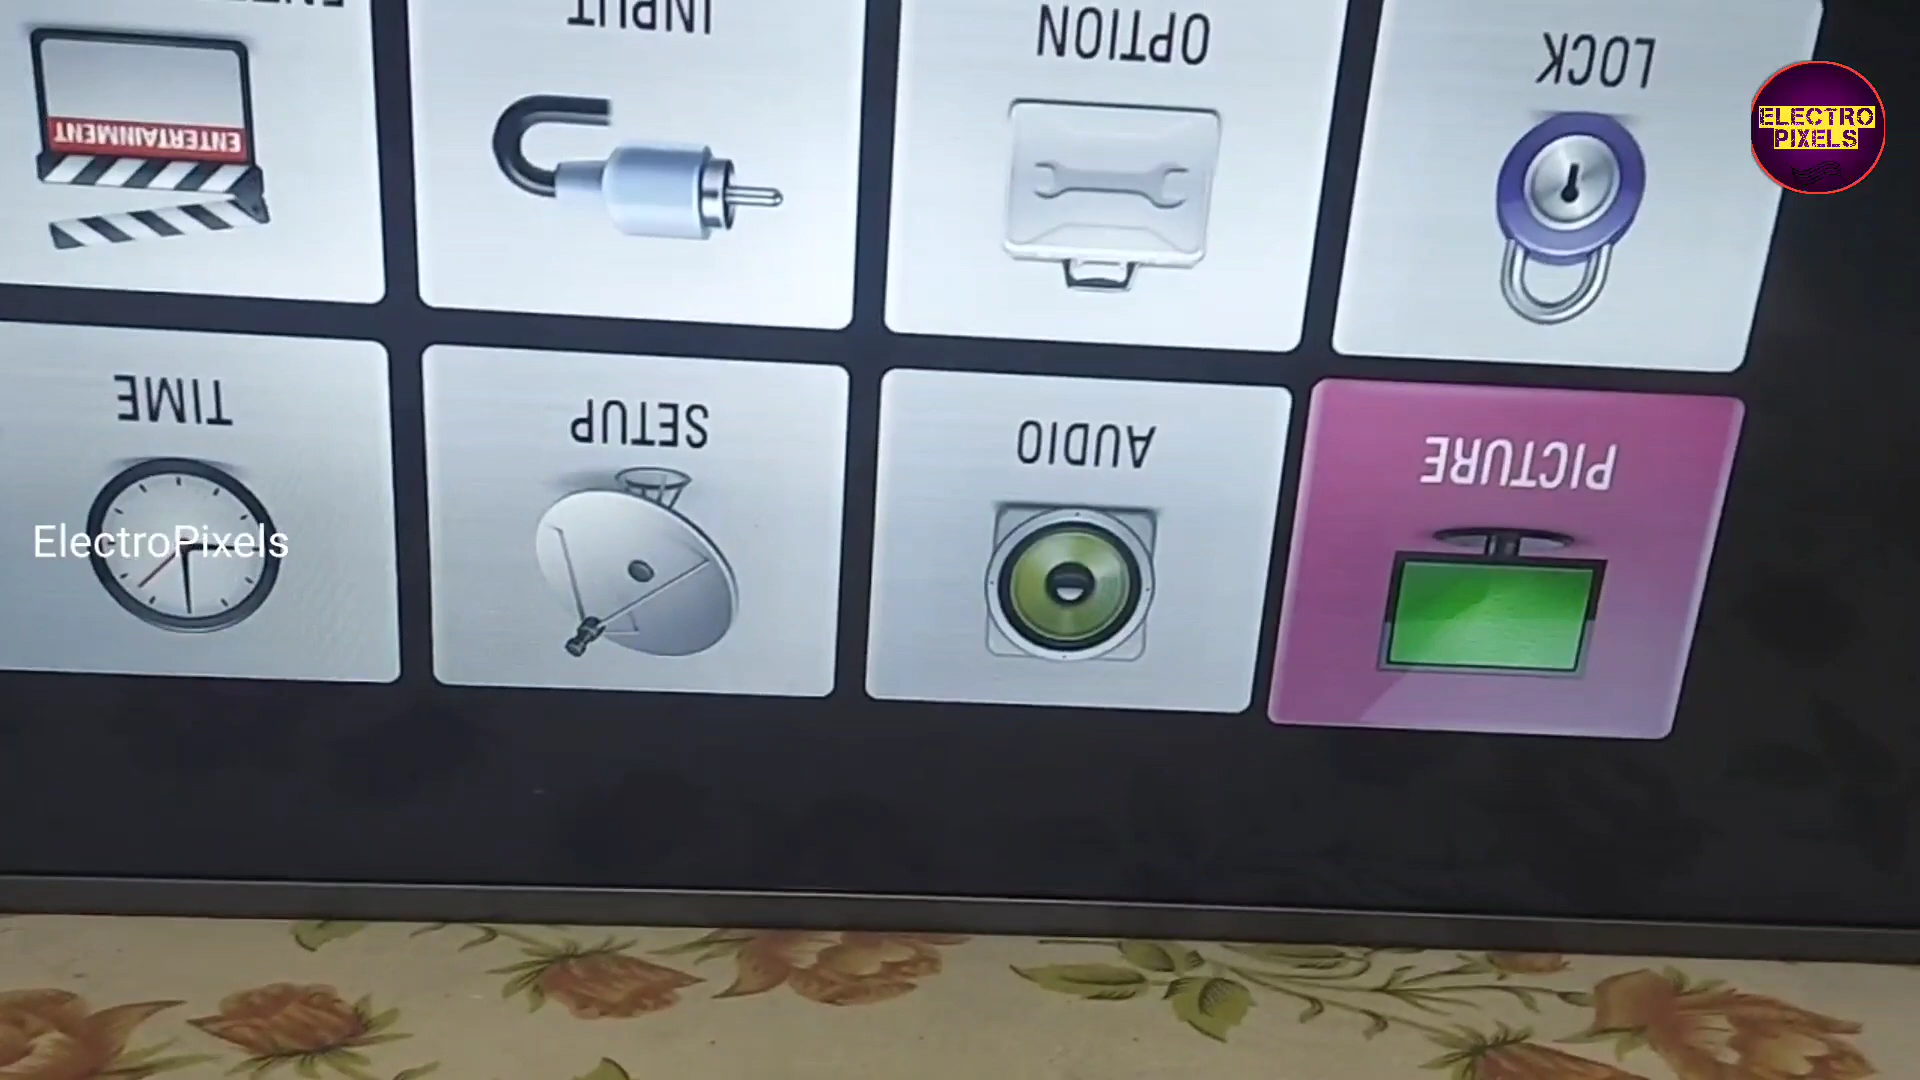 PICTURE
AUDIO
SETUP
TIME
LOCK
OPTION
INPUT
ENTERTAINMENT
ELECTRO
PIXELS
ElectroPixels